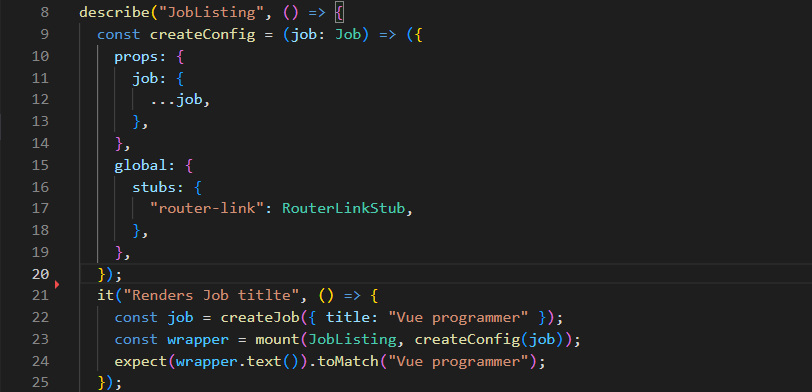 8 describe("JobListing", () => {
9   const createConfig = (job: Job) => ({
10     props: {
11       job: {
12         ...job,
13       },
14     },
15     global: {
16       stubs: {
17         "router-link": RouterLinkStub,
18       },
19     },
20   });
21   it("Renders Job titlte", () => {
22     const job = createJob({ title: "Vue programmer" });
23     const wrapper = mount(JobListing, createConfig(job));
24     expect(wrapper.text()).toMatch("Vue programmer");
25   });